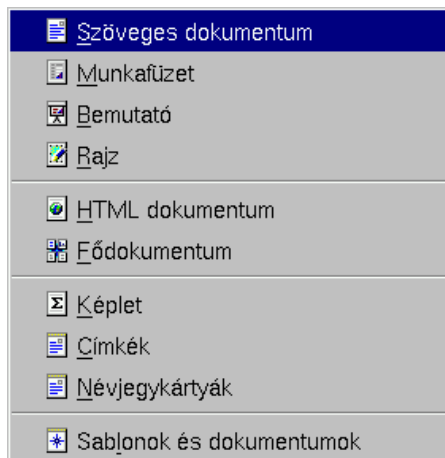 Szöveges dokumentum
Munkafüzet
Bemutató
Rajz
HTML dokumentum
Fődokumentum
Képlet
Címkék
Névjegykártyák
Sablonok és dokumentumok